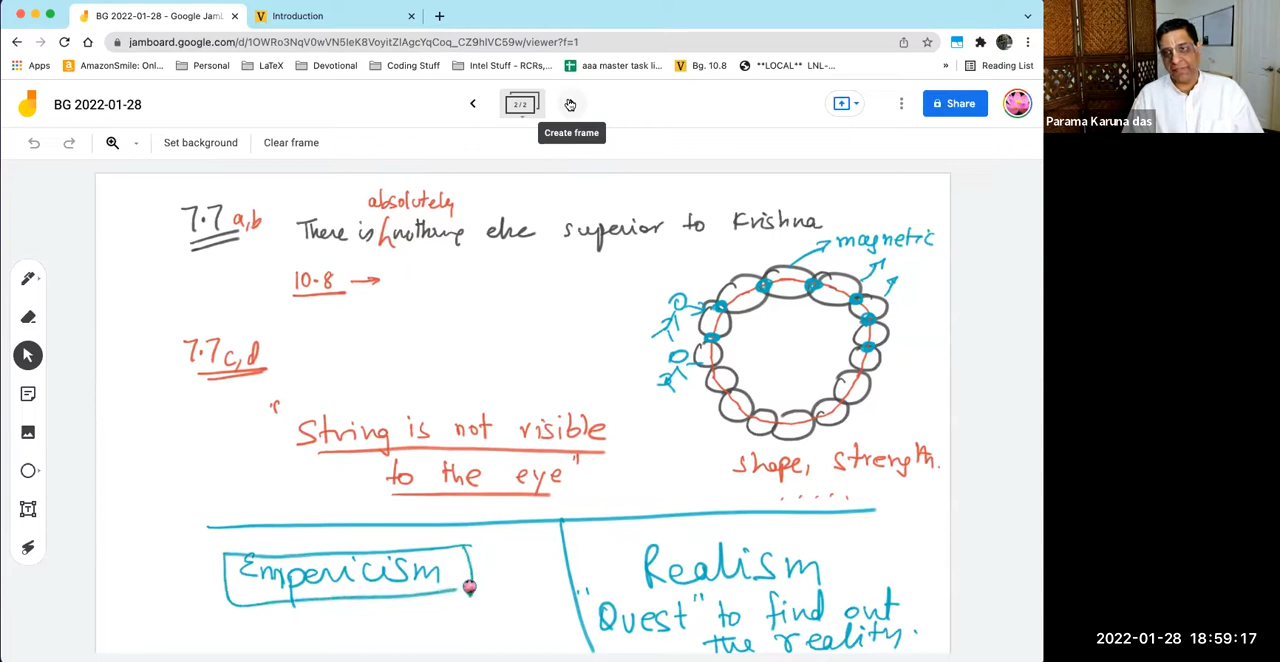 BG 2022-01-28 - Google Jam
Introduction
jamboard.google.com/d/1OWRo3NqV0wVN5IeK8VoyitZlAgcYqCoq_CZ9hIVC59w/viewer?f=1
Apps
AmazonSmile: Onl...
Personal
LaTeX
Devotional
Coding Stuff
Intel Stuff - RCRs,...
aaa master task li...
Bg. 10.8
**LOCAL** LNL-...
»
Reading List
BG 2022-01-28
2/2
Share
Create frame
Set background
Clear frame
Parama Karuna das
absolutely
7.7 a,b There is nothing else superior to Krishna
magnetic
10.8 →
7.7 c,d
"String is not visible
to the eye"
shape, strength.
......
Empericism
Realism
"Quest" to find out
the reality.
2022-01-28 18:59:17